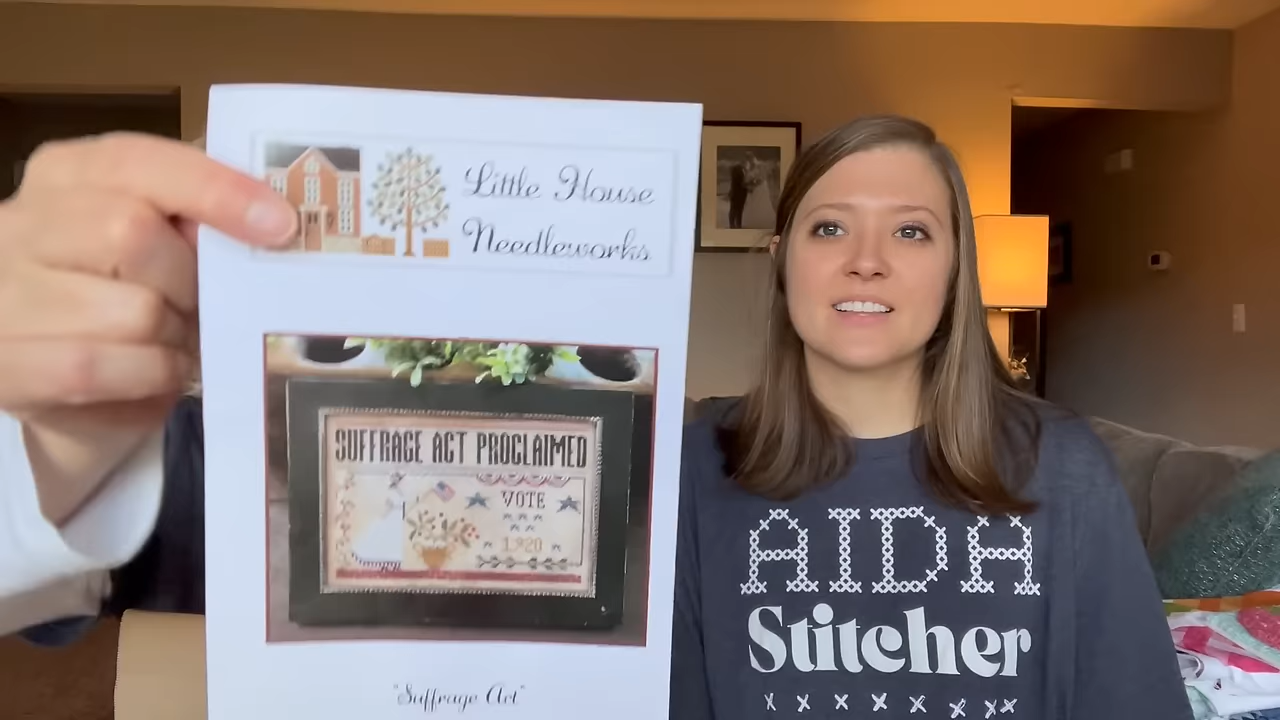 Little House
Needleworks
SUFFRAGE ACT PROCLAIMED
VOTE
1920
"Suffrage Act"
AIDA
Stitcher